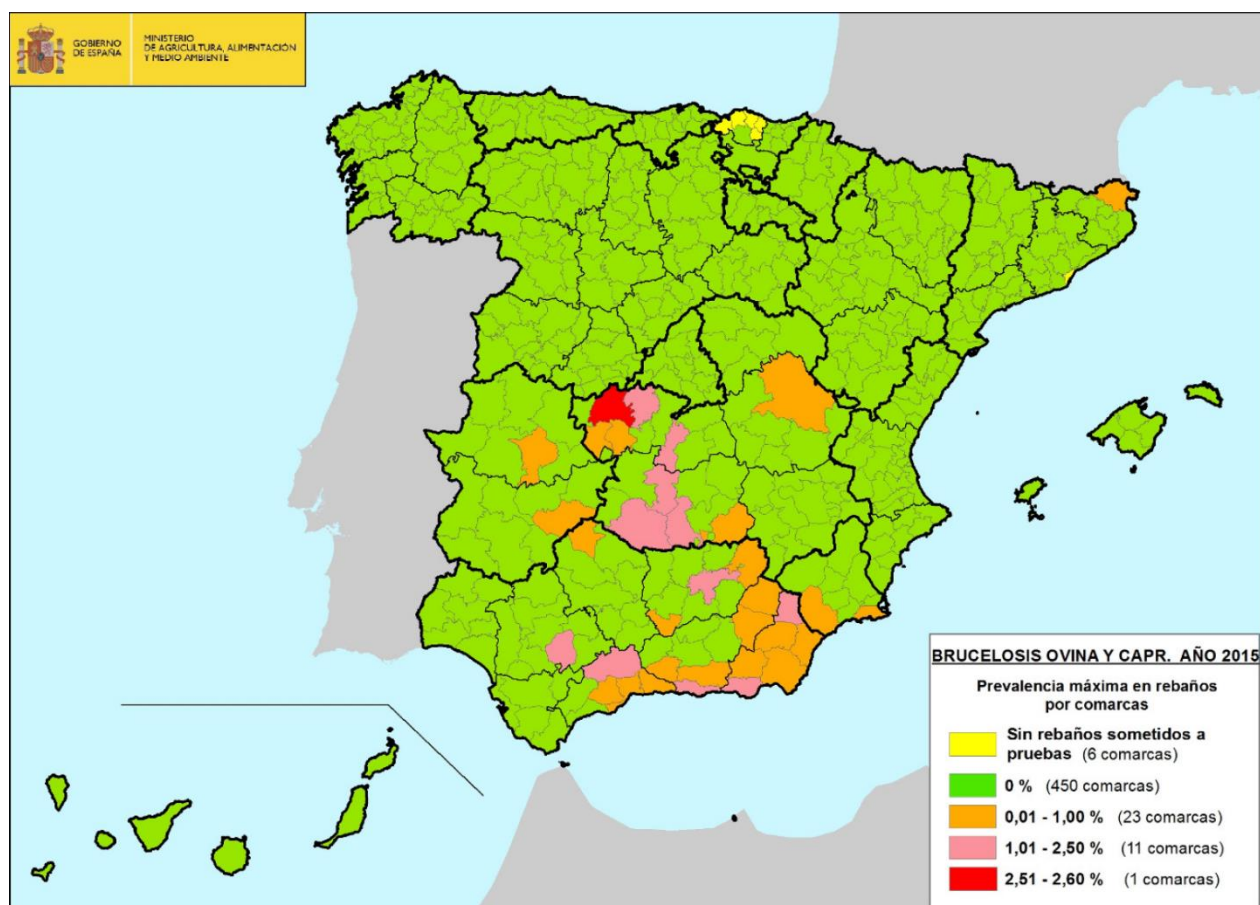 GOBIERNO
DE ESPAÑA
MINISTERIO
DE AGRICULTURA, ALIMENTACIÓN
Y MEDIO AMBIENTE
BRUCELOSIS OVINA Y CAPR. AÑO 2015
Prevalencia máxima en rebaños
por comarcas
Sin rebaños sometidos a
pruebas (6 comarcas)
0 % (450 comarcas)
0,01 - 1,00 % (23 comarcas)
1,01 - 2,50 % (11 comarcas)
2,51 - 2,60 % (1 comarcas)